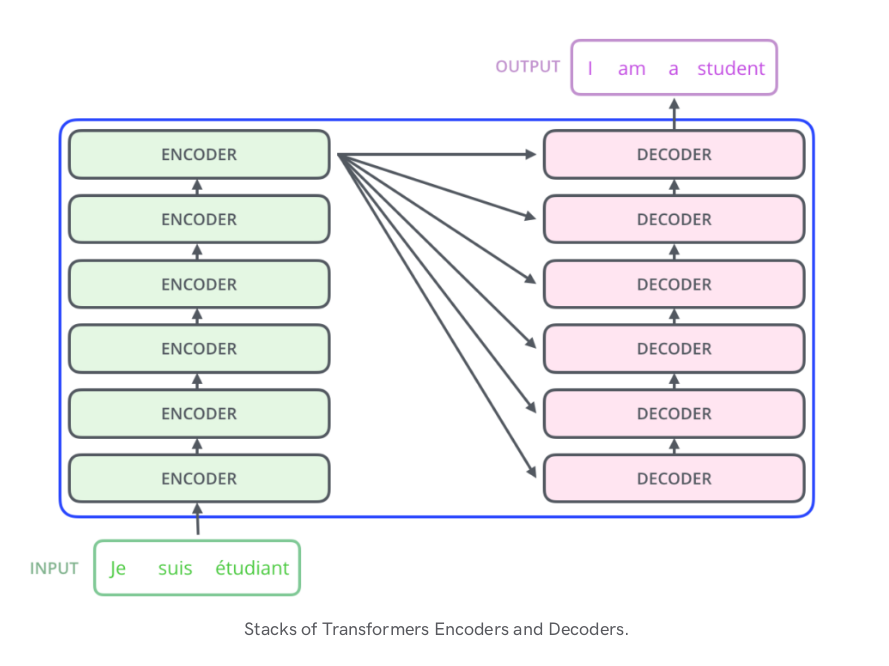 OUTPUT I am a student
ENCODER DECODER
ENCODER DECODER
ENCODER DECODER
ENCODER DECODER
ENCODER DECODER
ENCODER DECODER
INPUT Je suis étudiant
Stacks of Transformers Encoders and Decoders.